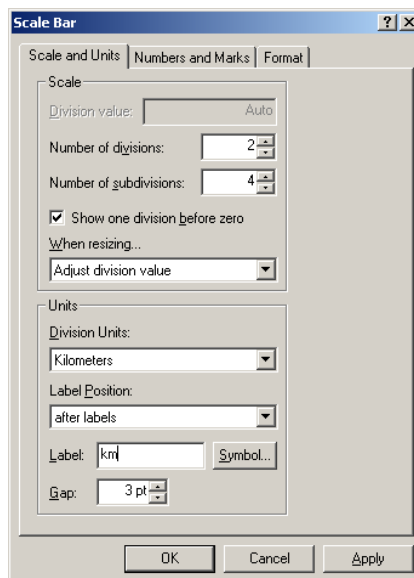 Scale Bar
Scale and Units Numbers and Marks Format
Scale
Division value: Auto
Number of divisions: 2
Number of subdivisions: 4
Show one division before zero
When resizing...
Adjust division value
Units
Division Units:
Kilometers
Label Position:
after labels
Label: km Symbol...
Gap: 3 pt
OK Cancel Apply